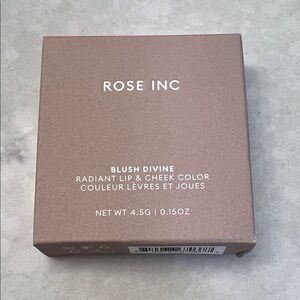 ROSE INC
BLUSH DIVINE
RADIANT LIP & CHEEK COLOR
COULEUR LÈVRES ET JOUES
NET WT 4.5G | 0.15OZ